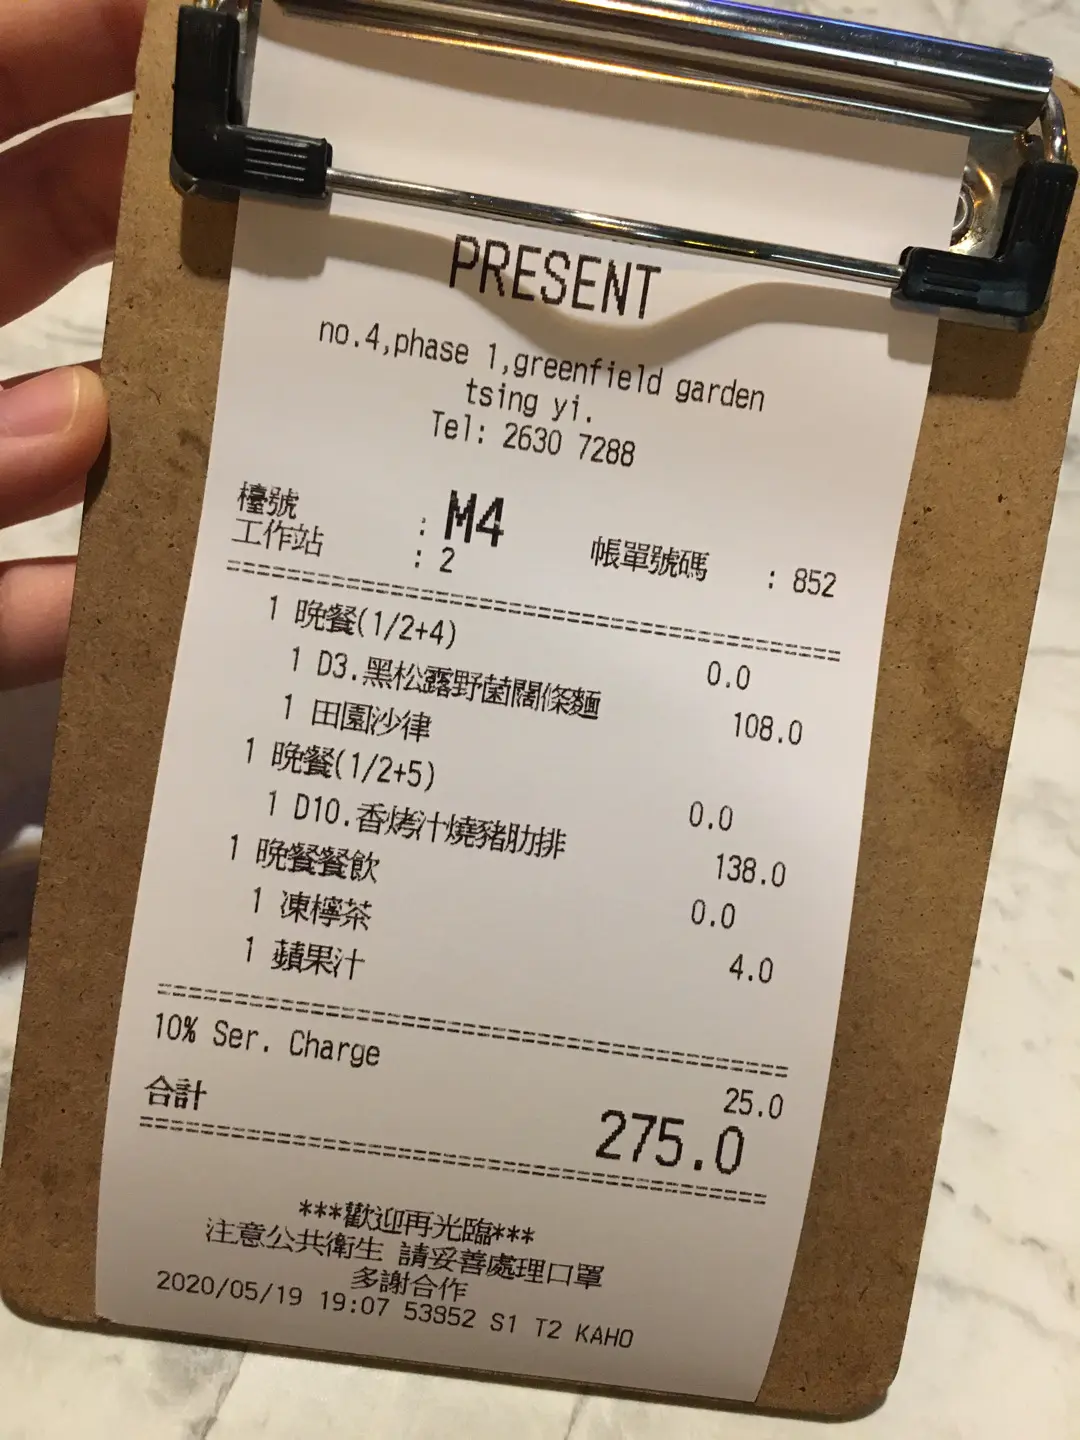 PRESENT
no.4,phase 1,greenfield garden
tsing yi.
Tel: 2630 7288
檯號 : M4
工作站 : 2 帳單號碼 : 852
1 晚餐(1/2+4) 0.0
1 D3.黑松露野菌闊條麵 108.0
1 田園沙律
1 晚餐(1/2+5) 0.0
1 D10.香烤汁燒豬肋排 138.0
1 晚餐餐飲 0.0
1 凍檸茶 4.0
1 蘋果汁
10% Ser. Charge 25.0
合計 275.0
***歡迎再光臨***
注意公共衛生 請妥善處理口罩
多謝合作
2020/05/19 19:07 53852 S1 T2 KAHO